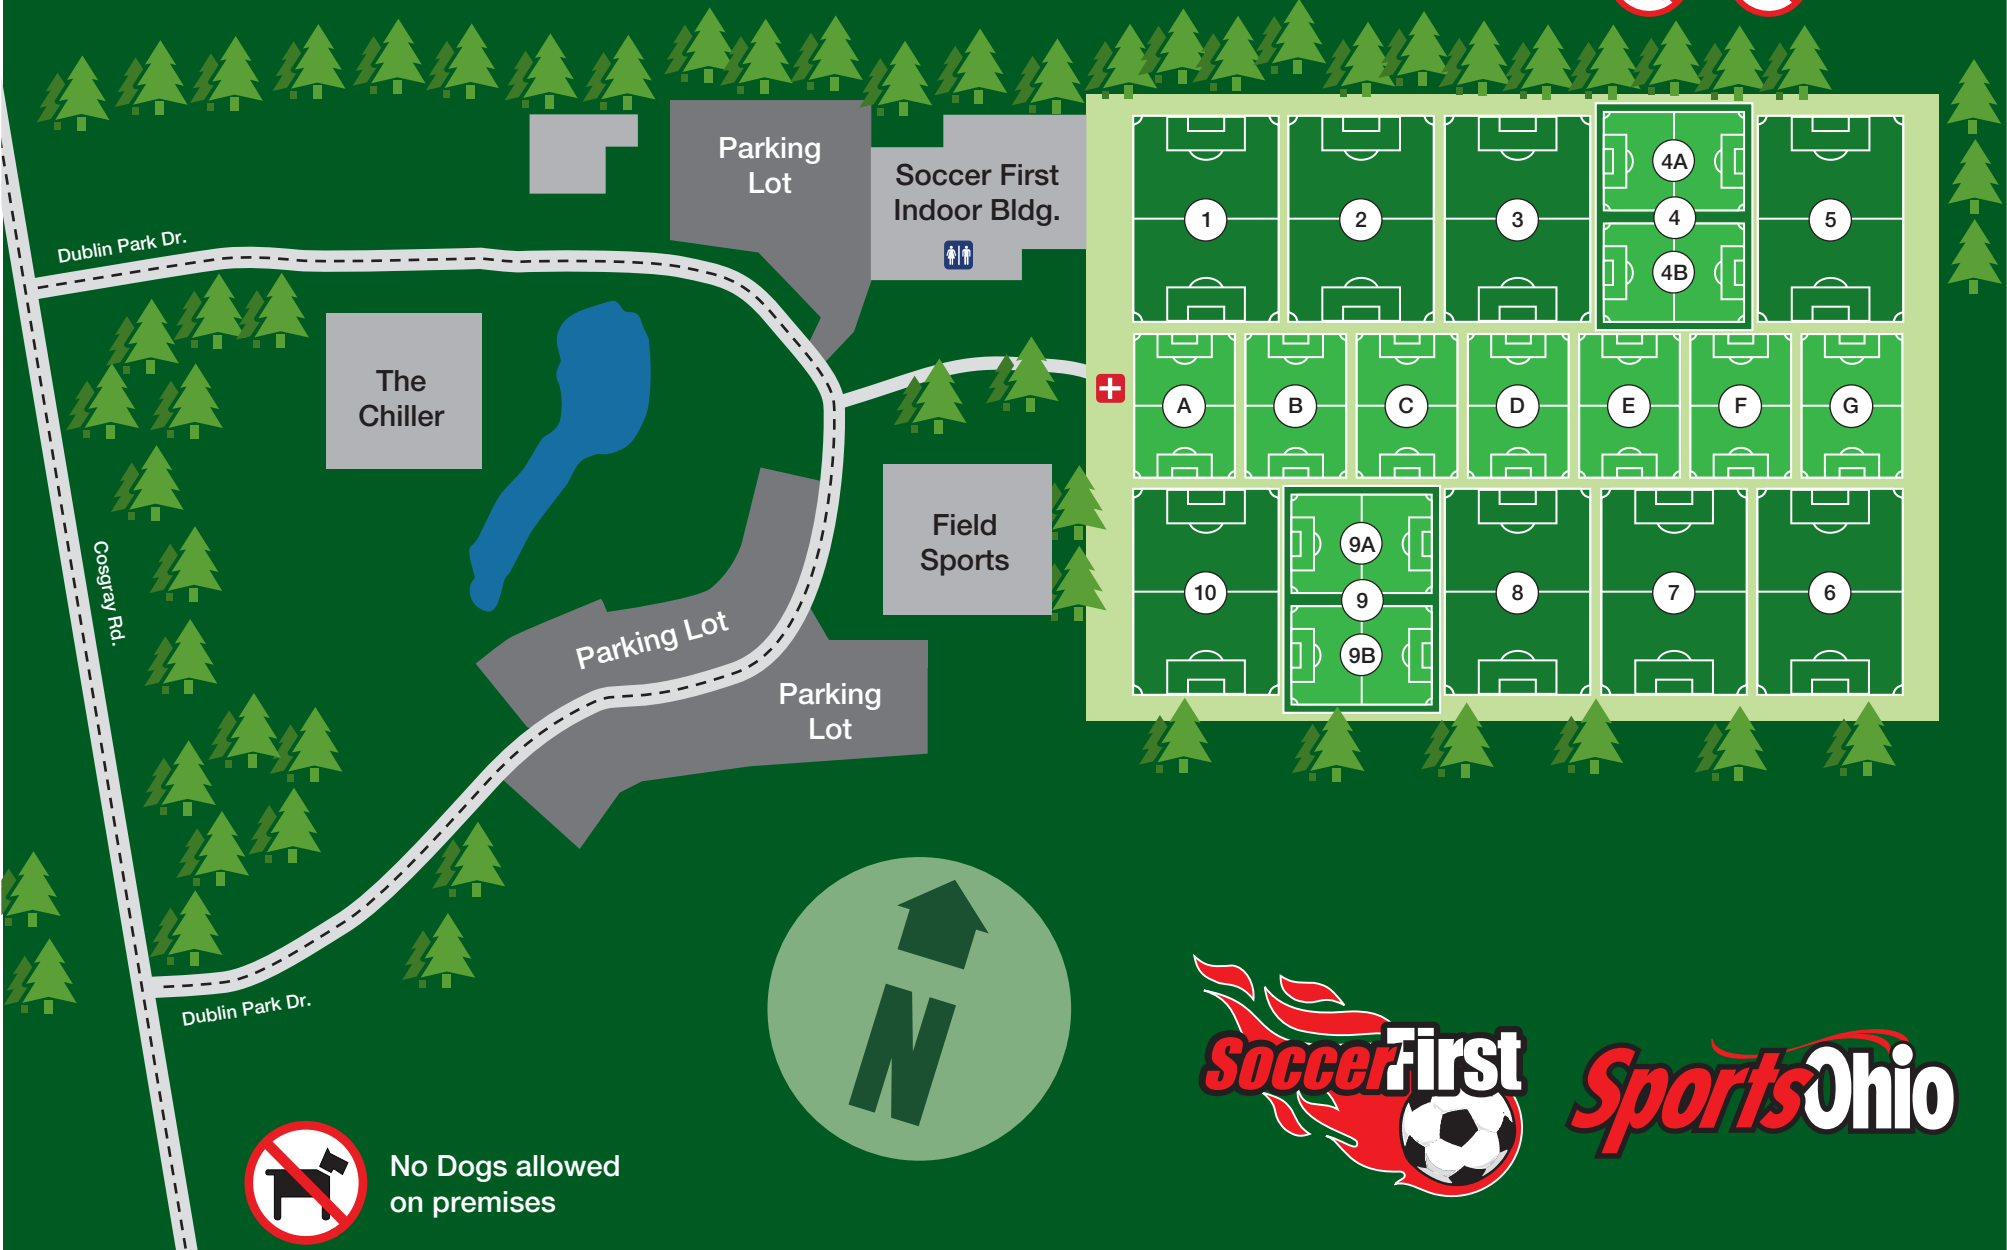 Parking
Lot
Soccer First
Indoor Bldg.
Dublin Park Dr.
The
Chiller
Cosgray Rd.
Field
Sports
Parking Lot
Parking
Lot
Dublin Park Dr.
1
2
3
4A
4
4B
5
A
B
C
D
E
F
G
10
9A
9
9B
8
7
6
N
SoccerFirst
SportsOhio
No Dogs allowed
on premises